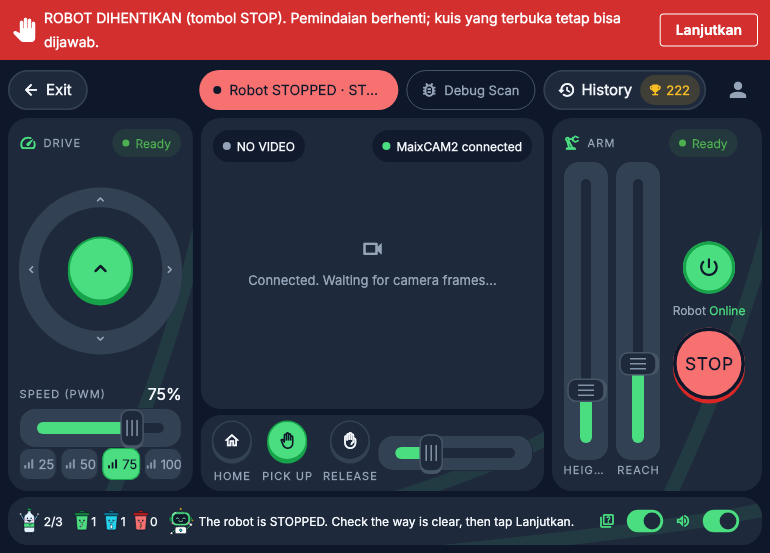 ROBOT DIHENTIKAN (tombol STOP). Pemindaian berhenti; kuis yang terbuka tetap bisa
dijawab.
Lanjutkan
Exit
Robot STOPPED · ST...
Debug Scan
History
222
DRIVE
Ready
NO VIDEO
MaixCAM2 connected
ARM
Ready
Connected. Waiting for camera frames...
Robot Online
STOP
SPEED (PWM)
75%
25
50
75
100
HOME
PICK UP
RELEASE
HEIG...
REACH
2/3
1
1
0
The robot is STOPPED. Check the way is clear, then tap Lanjutkan.